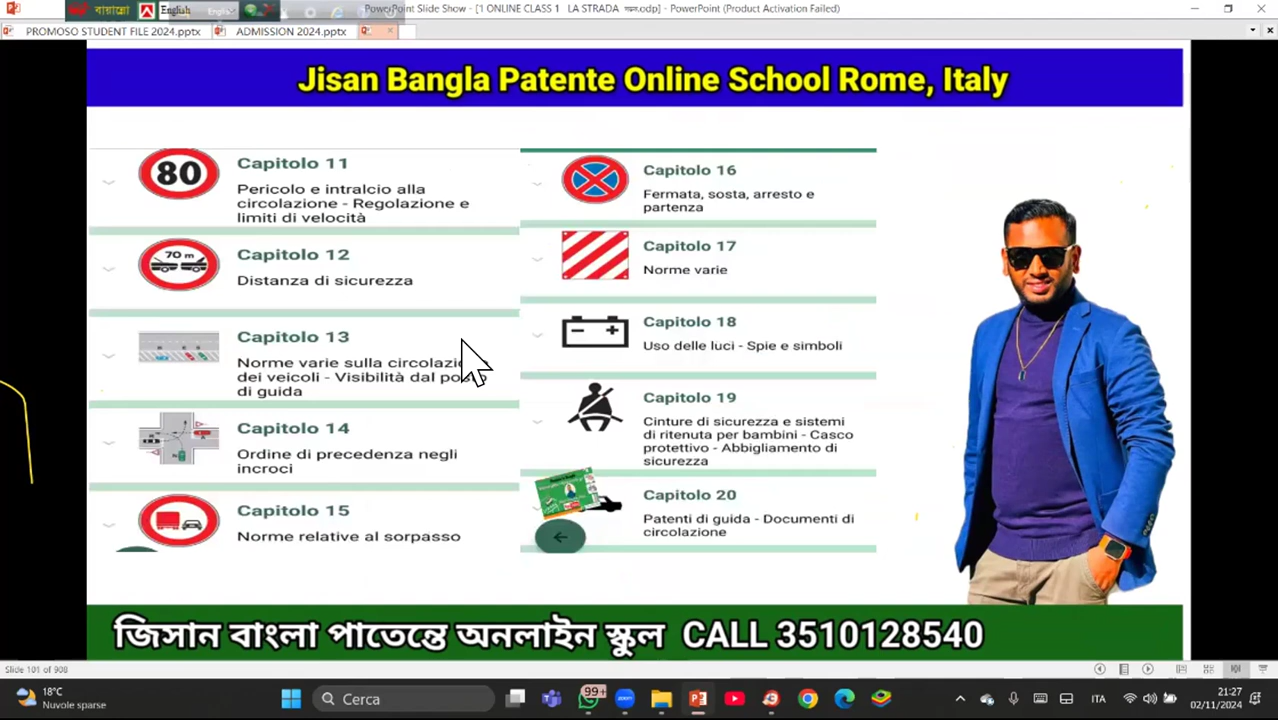 English
PowerPoint Slide Show - [1 ONLINE CLASS 1 LA STRADA
.odp] - PowerPoint (Product Activation Failed)
PROMOSO STUDENT FILE 2024.pptx
ADMISSION 2024.pptx
Jisan Bangla Patente Online School Rome, Italy
80
Capitolo 11
Pericolo e intralcio alla
circolazione - Regolazione e
limiti di velocità
70 m
Capitolo 12
Distanza di sicurezza
Capitolo 13
Norme varie sulla
dei veicoli - Visibilità dal
di guida
Capitolo 14
Ordine di precedenza negli
incroci
Capitolo 15
Norme relative al sorpasso
Capitolo 16
Fermata, sosta, arresto e
partenza
Capitolo 17
Norme varie
Capitolo 18
Uso delle luci - Spie e simboli
Capitolo 19
Cinture di sicurezza e sistemi
di ritenuta per bambini - Casco
protettivo - Abbigliamento di
sicurezza
Capitolo 20
Patenti di guida - Documenti di
circolazione
জিসান বাংলা পাতেন্তে অনলাইন স্কুল CALL 3510128540
Slide 101 of 908
18°C
Nuvole sparse
Cerca
99+
ITA
21:27
02/11/2024